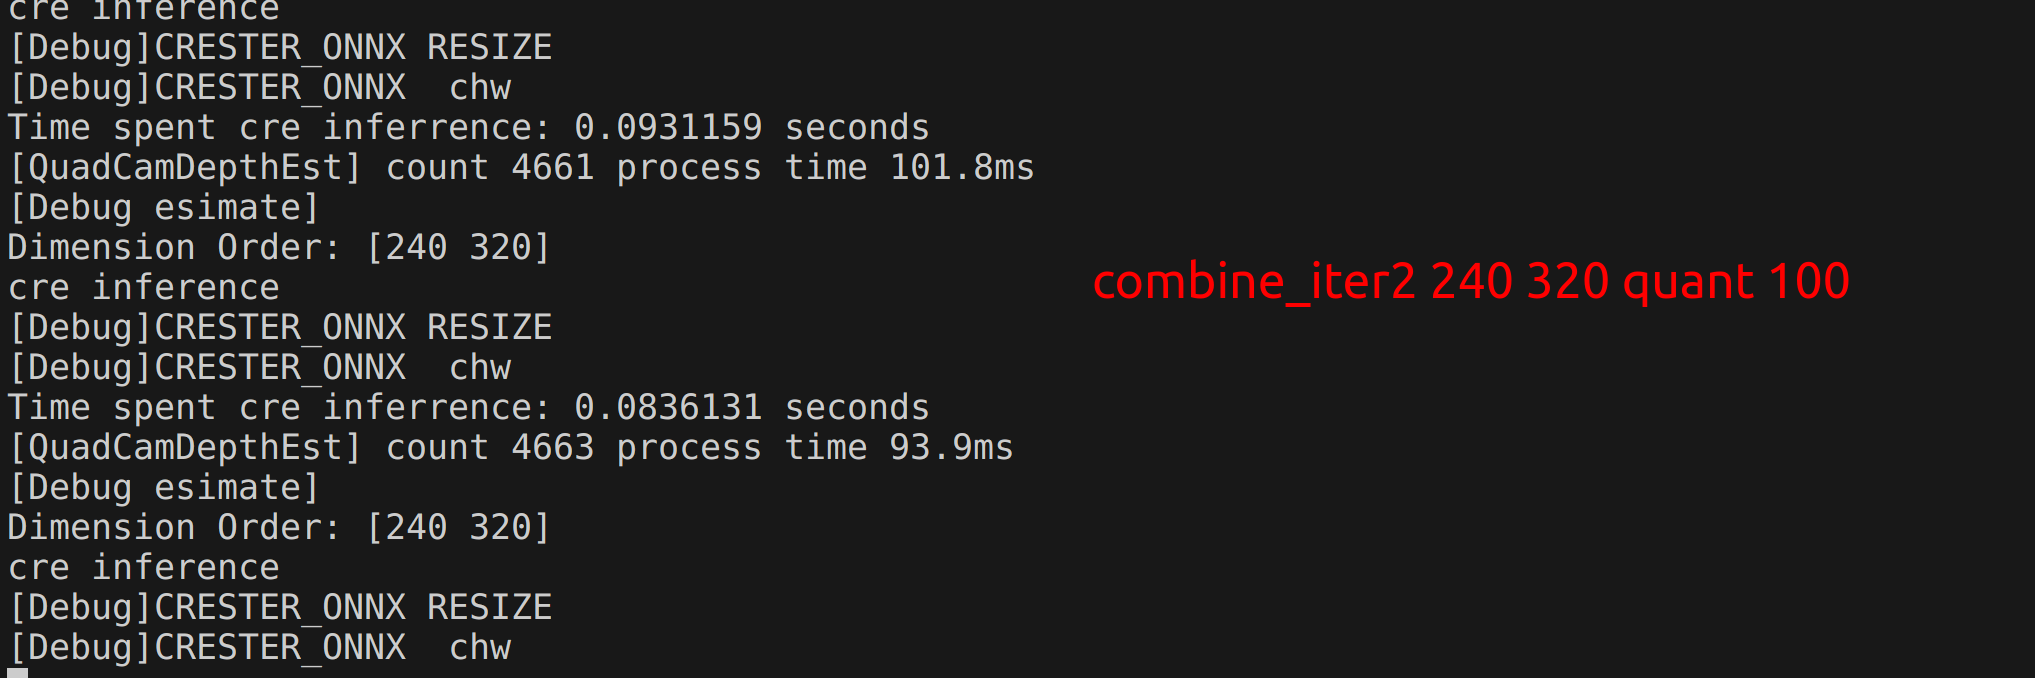 cre inference
[Debug]CRESTER_ONNX RESIZE
[Debug]CRESTER_ONNX  chw
Time spent cre inferrence: 0.0931159 seconds
[QuadCamDepthEst] count 4661 process time 101.8ms
[Debug esimate]
Dimension Order: [240 320]
cre inference
combine_iter2 240 320 quant 100
[Debug]CRESTER_ONNX RESIZE
[Debug]CRESTER_ONNX  chw
Time spent cre inferrence: 0.0836131 seconds
[QuadCamDepthEst] count 4663 process time 93.9ms
[Debug esimate]
Dimension Order: [240 320]
cre inference
[Debug]CRESTER_ONNX RESIZE
[Debug]CRESTER_ONNX  chw